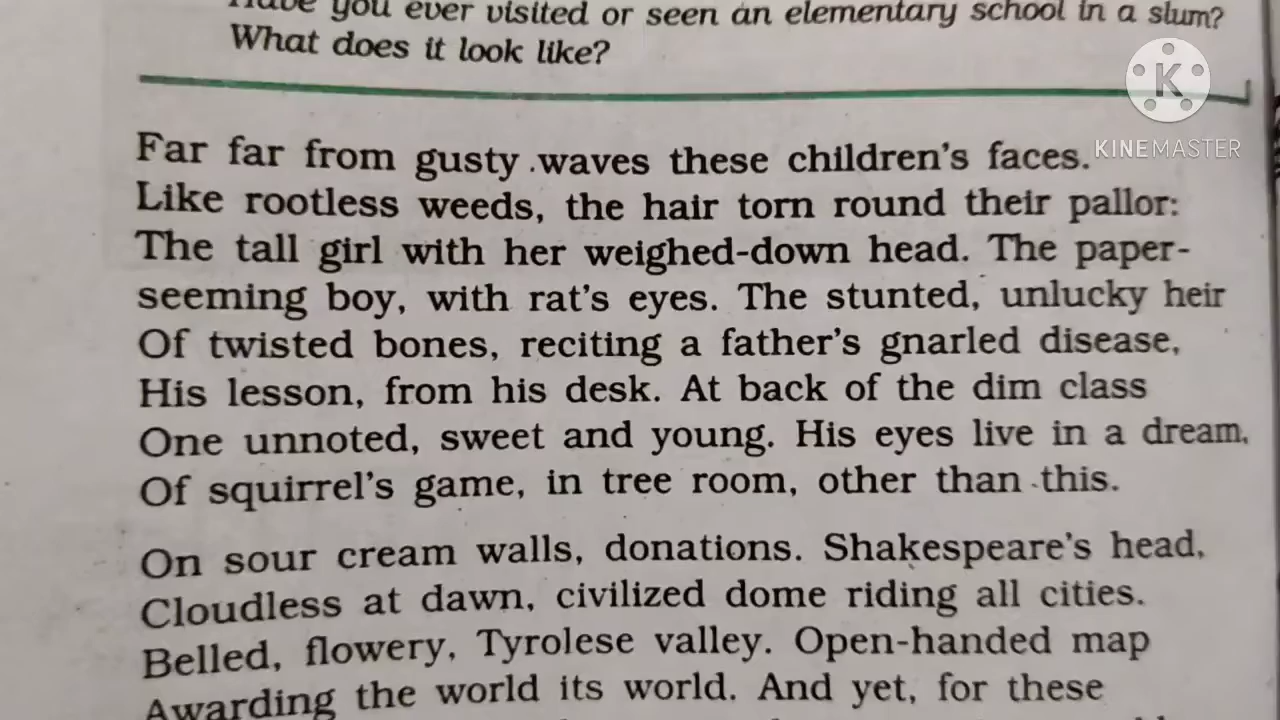 Have you ever visited or seen an elementary school in a slum?
What does it look like?
K
KINEMASTER
Far far from gusty waves these children's faces.
Like rootless weeds, the hair torn round their pallor:
The tall girl with her weighed-down head. The paper-
seeming boy, with rat's eyes. The stunted, unlucky heir
Of twisted bones, reciting a father's gnarled disease,
His lesson, from his desk. At back of the dim class
One unnoted, sweet and young. His eyes live in a dream,
Of squirrel's game, in tree room, other than this.
On sour cream walls, donations. Shakespeare's head,
Cloudless at dawn, civilized dome riding all cities.
Belled, flowery, Tyrolese valley. Open-handed map
Awarding the world its world. And yet, for these